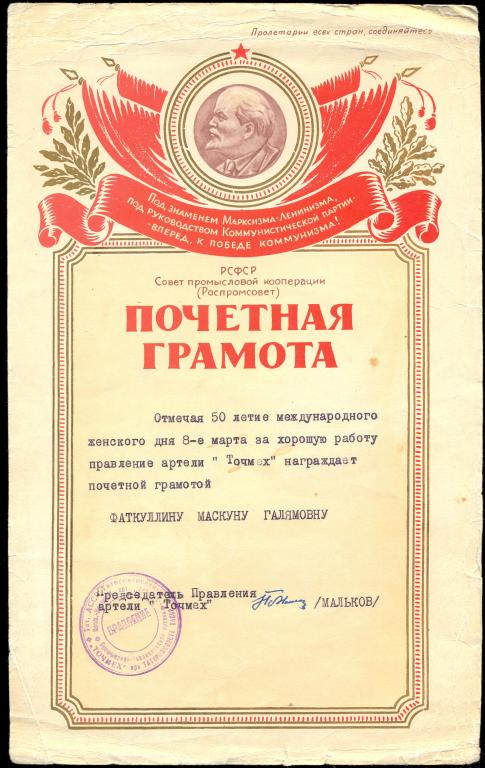 Пролетарии всех стран, соединяйтесь
Под знаменем Марксизма-Ленинизма,
под руководством Коммунистической партии-
-вперед, к победе коммунизма!
РСФСР
Совет промысловой кооперации
(Роспромсовет)
ПОЧЕТНАЯ
ГРАМОТА
Отмечая 50 летие международного
женского дня 8-е марта за хорошую работу
правление артели " Точмех" награждает
почетной грамотой
ФАТКУЛЛИНУ МАСКУНУ ГАЛЯМОВНУ
Председатель Правления
артели " Точмех"
/МАЛЬКОВ/
ПРАВЛЕНИЕ
"ТОЧМЕХ"